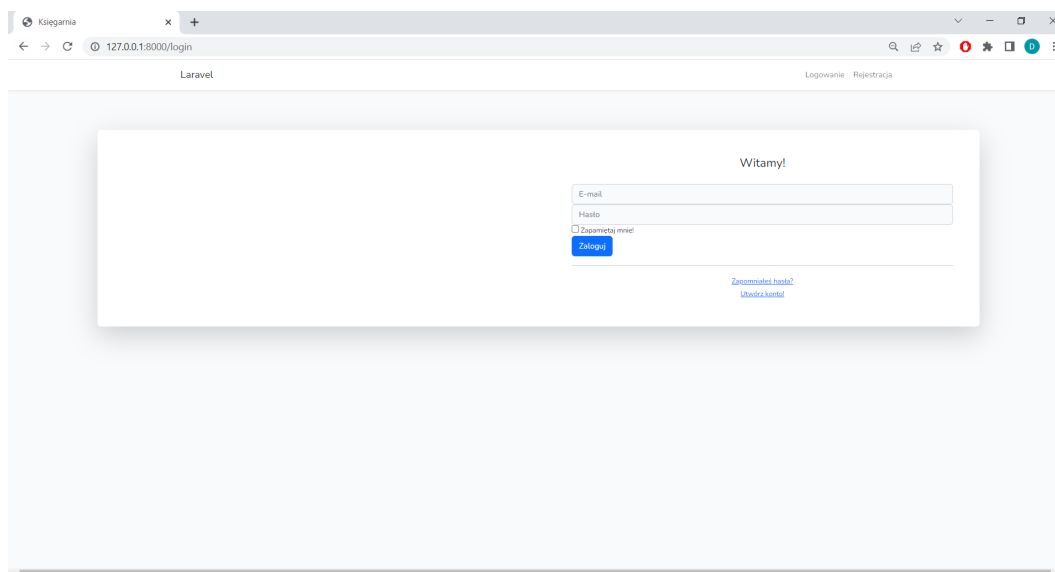 Księgarnia
127.0.0.1:8000/login
D
Laravel
Logowanie Rejestracja
Witamy!
E-mail
Hasło
Zapamiętaj mnie!
Zaloguj
Zapomniałeś hasła?
Utwórz konto!